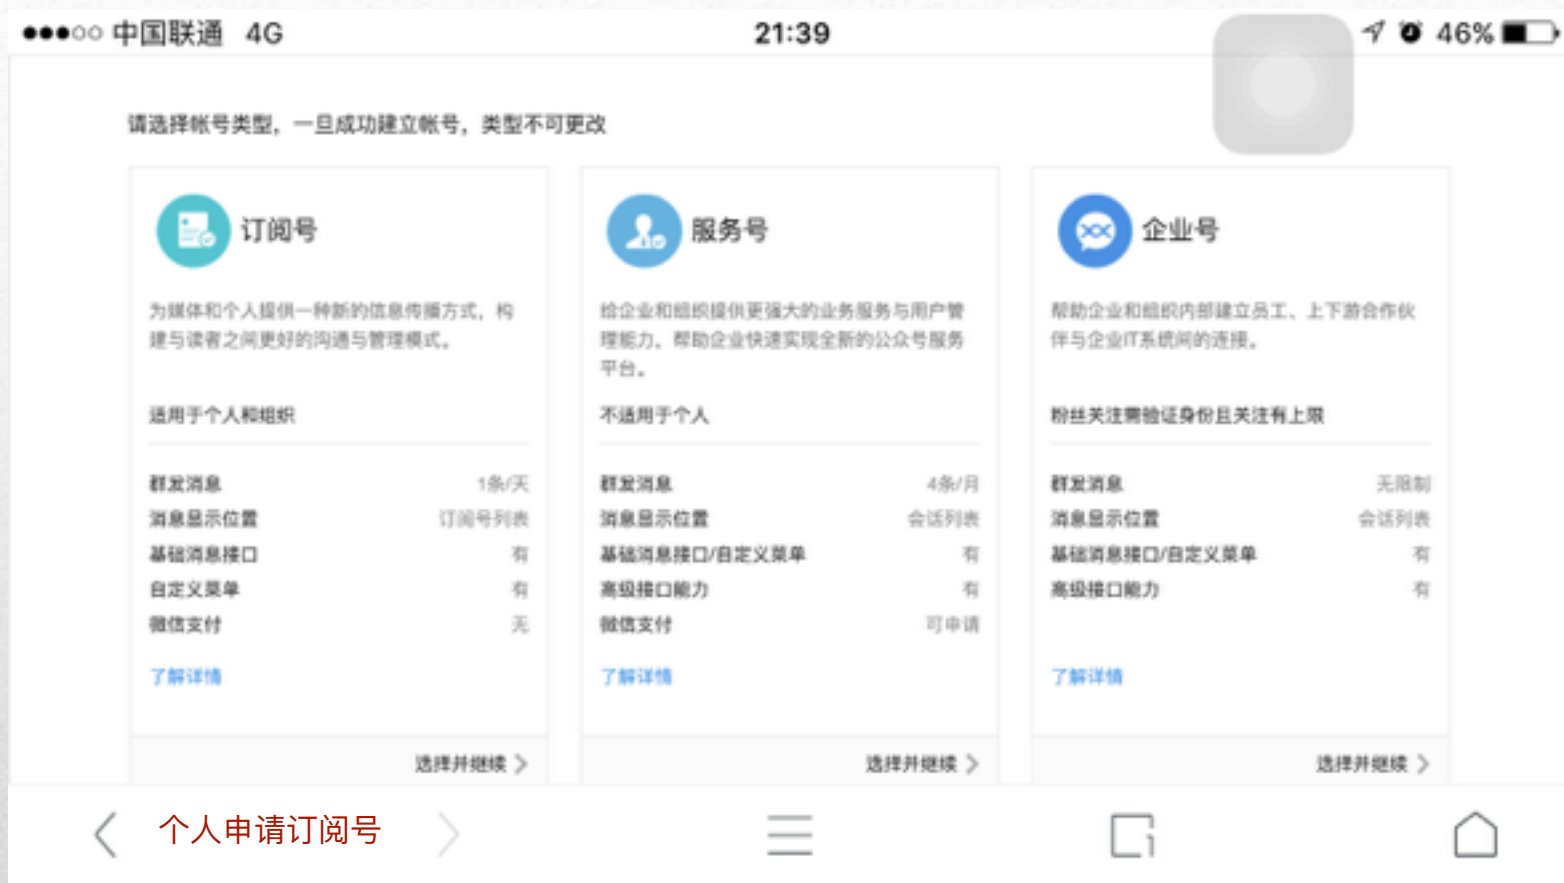 中国联通 4G
21:39
46%
请选择帐号类型，一旦成功建立帐号，类型不可更改
订阅号
为媒体和个人提供一种新的信息传播方式，构
建与读者之间更好的沟通与管理模式。
适用于个人和组织
群发消息 1条/天
消息显示位置 订阅号列表
基础消息接口 有
自定义菜单 有
微信支付 无
了解详情
选择并继续
服务号
给企业和组织提供更强大的业务服务与用户管
理能力，帮助企业快速实现全新的公众号服务
平台。
不适用于个人
群发消息 4条/月
消息显示位置 会话列表
基础消息接口/自定义菜单 有
高级接口能力 有
微信支付 可申请
了解详情
选择并继续
企业号
帮助企业和组织内部建立员工、上下游合作伙
伴与企业IT系统间的连接。
粉丝关注需验证身份且关注有上限
群发消息 无限制
消息显示位置 会话列表
基础消息接口/自定义菜单 有
高级接口能力 有
了解详情
选择并继续
个人申请订阅号
1